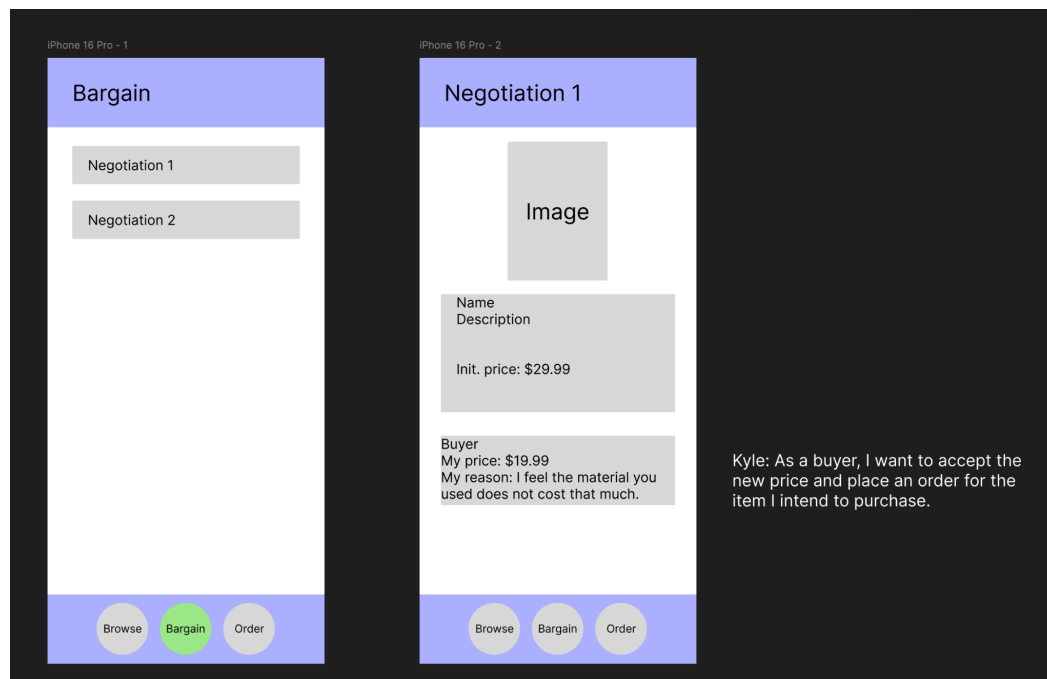 iPhone 16 Pro - 1
Bargain
Negotiation 1
Negotiation 2
Browse
Bargain
Order
iPhone 16 Pro - 2
Negotiation 1
Image
Name
Description
Init. price: $29.99
Buyer
My price: $19.99
My reason: I feel the material you
used does not cost that much.
Browse
Bargain
Order
Kyle: As a buyer, I want to accept the
new price and place an order for the
item I intend to purchase.